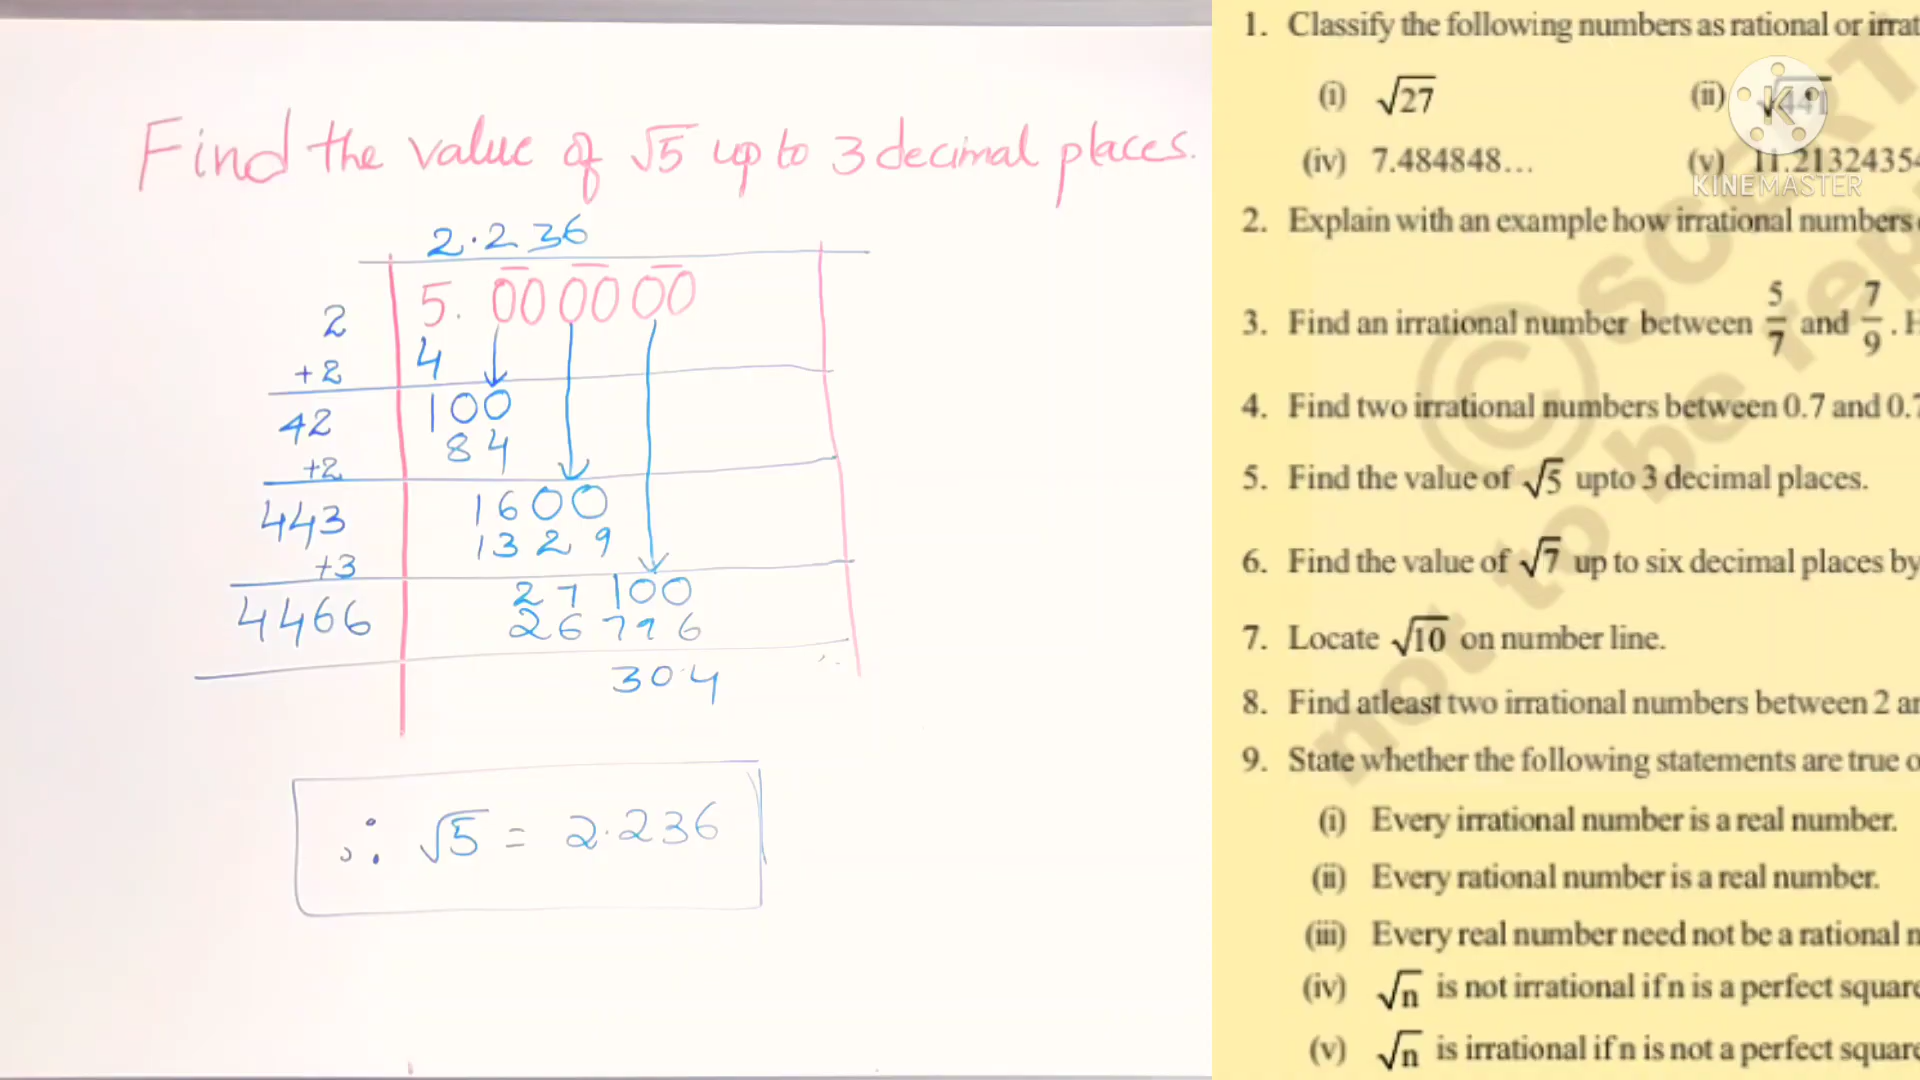 Find the value of √5 up to 3 decimal places.
2.236
2 5. 00 00 00
+2 4
42 100
+2 84
443 1600
+3 1329
4466 27100
26796
304
∴ √5 = 2.236
1. Classify the following numbers as rational or
(i) √27 (ii) √441
(iv) 7.484848... (v) 11.2132435
KINEMASTER
2. Explain with an example how irrational numbers
3. Find an irrational number between 5/7 and 7/9.
4. Find two irrational numbers between 0.7 and
5. Find the value of √5 upto 3 decimal places.
6. Find the value of √7 up to six decimal places by
7. Locate √10 on number line.
8. Find atleast two irrational numbers between 2
9. State whether the following statements are true
(i) Every irrational number is a real number.
(ii) Every rational number is a real number.
(iii) Every real number need not be a rational
(iv) √n is not irrational if n is a perfect square
(v) √n is irrational if n is not a perfect square
not to be